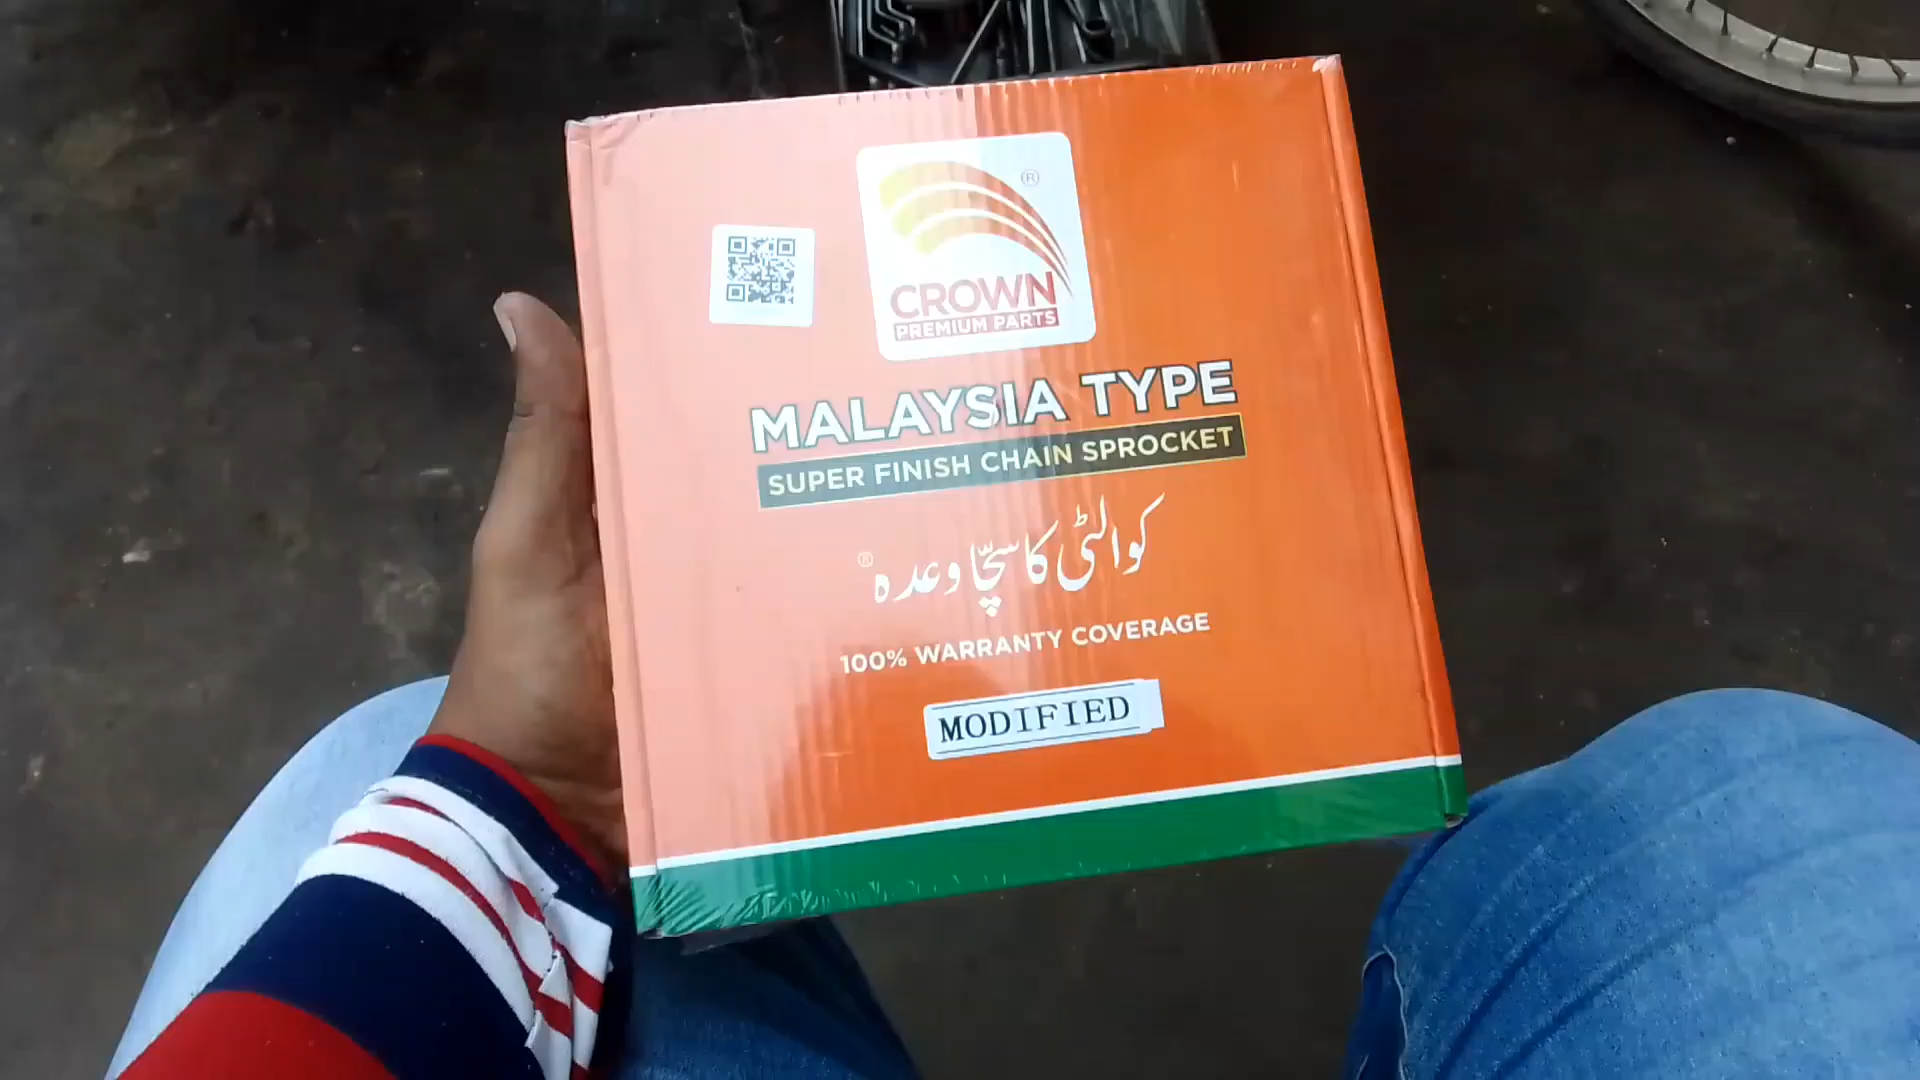 ®
CROWN
PREMIUM PARTS
MALAYSIA TYPE
SUPER FINISH CHAIN SPROCKET
کوالٹی کا سچّا وعدہ ®
100% WARRANTY COVERAGE
MODIFIED